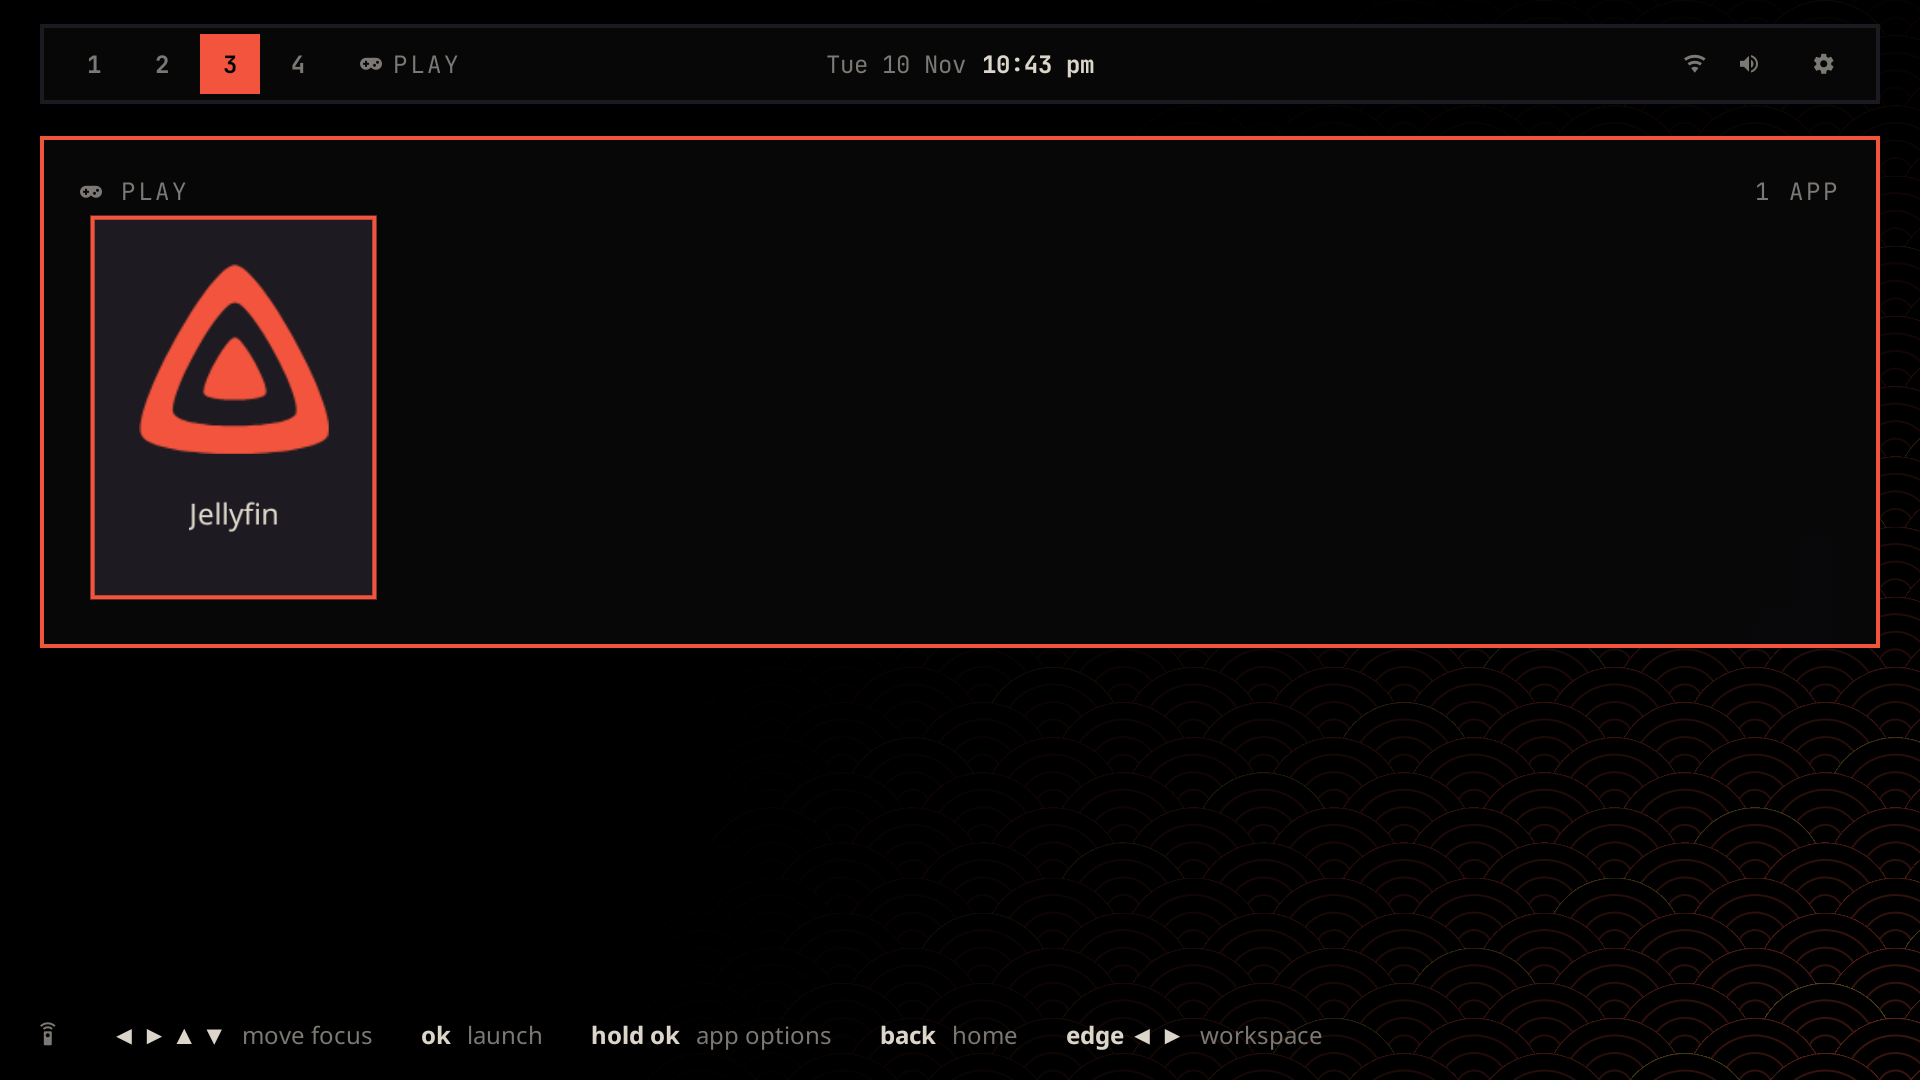 1 2 3 4 PLAY Tue 10 Nov 10:43 pm
PLAY 1 APP
Jellyfin
◀ ▶ ▲ ▼ move focus ok launch hold ok app options back home edge ◀ ▶ workspace